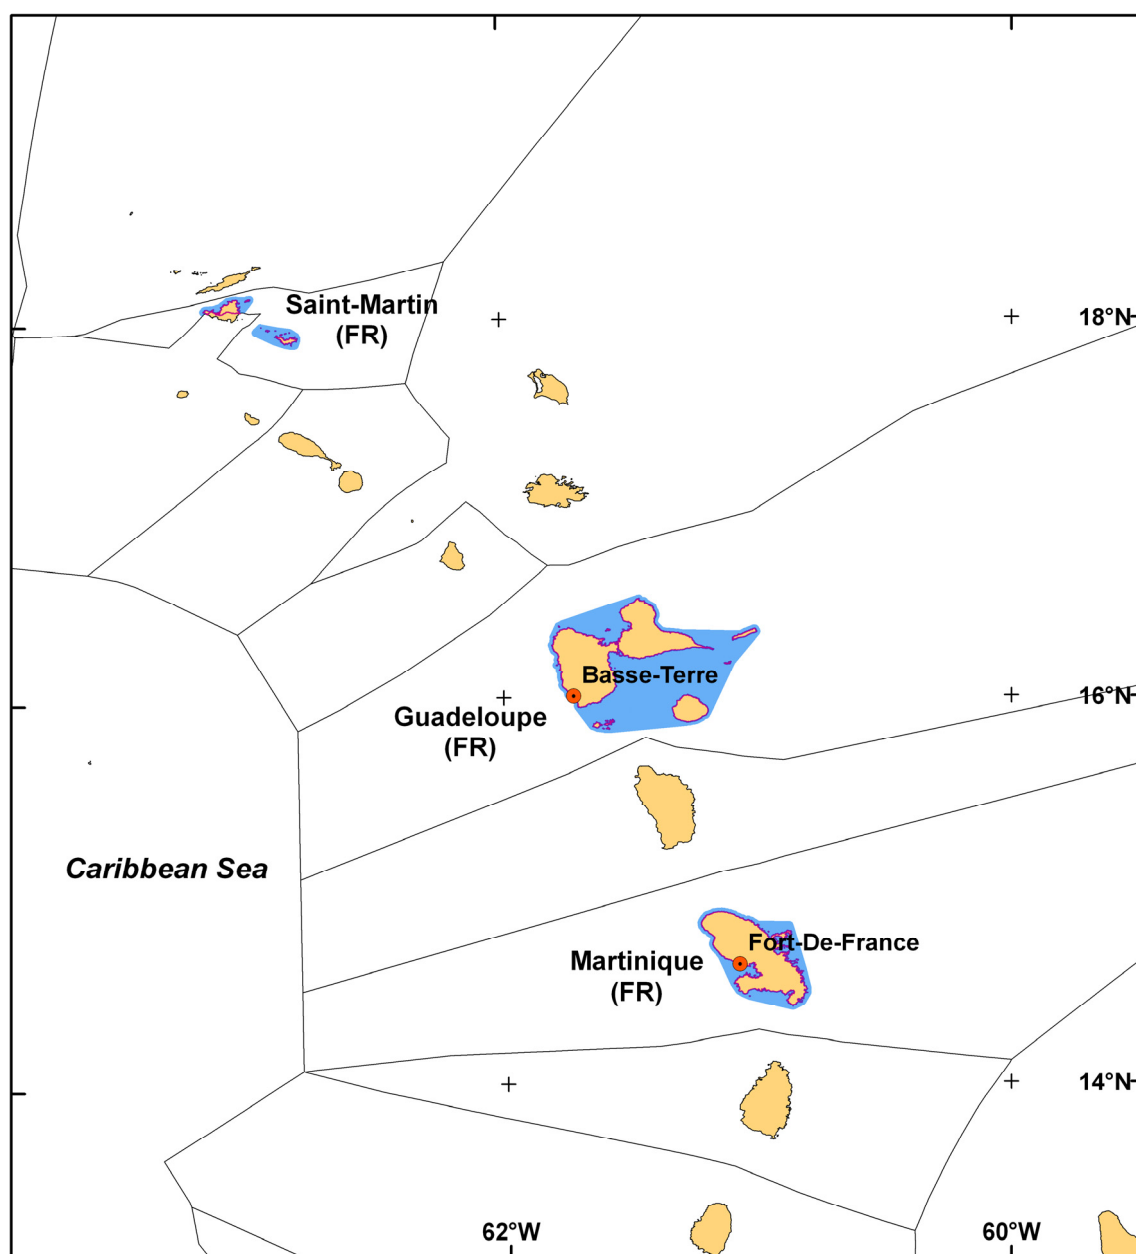 Saint-Martin
(FR)
18°N
Basse-Terre
16°N
Guadeloupe
(FR)
Caribbean Sea
Fort-De-France
Martinique
(FR)
14°N
62°W
60°W